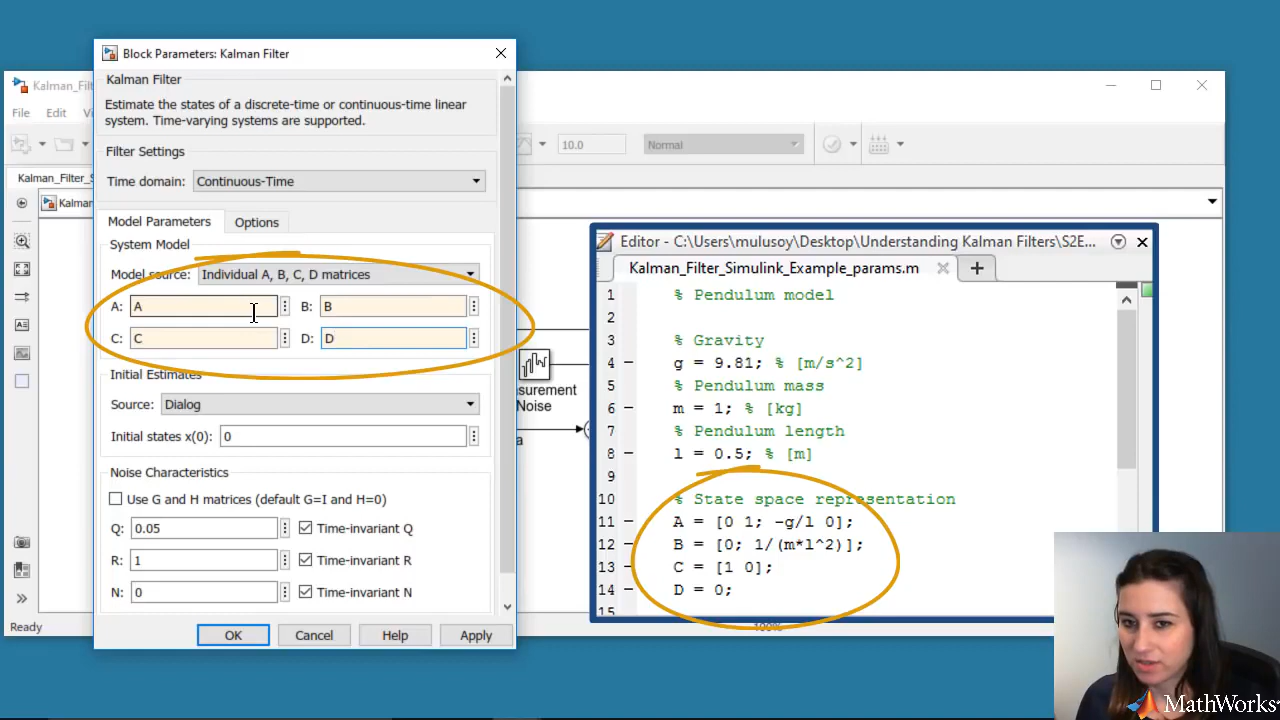 Block Parameters: Kalman Filter
Kalman Filter
Estimate the states of a discrete-time or continuous-time linear
system. Time-varying systems are supported.
Filter Settings
Time domain: Continuous-Time
Model Parameters Options
System Model
Model source: Individual A, B, C, D matrices
A: A B: B
C: C D: D
Initial Estimates
Source: Dialog
Initial states x(0): 0
Noise Characteristics
Use G and H matrices (default G=I and H=0)
Q: 0.05 Time-invariant Q
R: 1 Time-invariant R
N: 0 Time-invariant N
OK Cancel Help Apply
File Edit
10.0 Normal
Kalman_Filter_S
Kalman
Noise
Ready
100%
Editor - C:\Users\mulusoy\Desktop\Understanding Kalman Filters\S2E...
Kalman_Filter_Simulink_Example_params.m
1 % Pendulum model
2
3 % Gravity
4 g = 9.81; % [m/s^2]
5 % Pendulum mass
6 m = 1; % [kg]
7 % Pendulum length
8 l = 0.5; % [m]
9
10 % State space representation
11 A = [0 1; -g/l 0];
12 B = [0; 1/(m*l^2)];
13 C = [1 0];
14 D = 0;
15
MathWorks